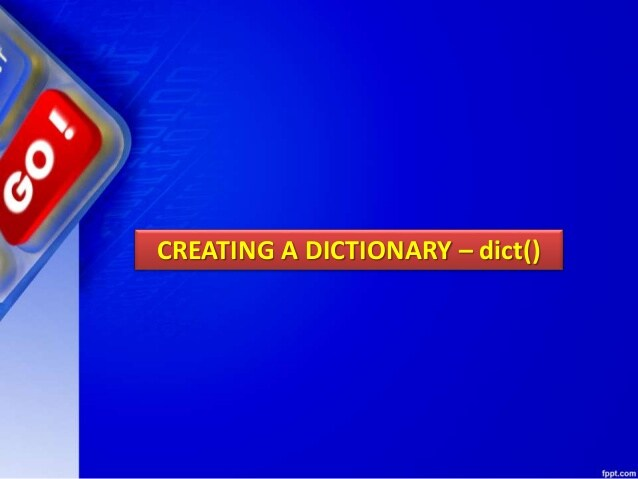 GO!
CREATING A DICTIONARY – dict()
fppt.com